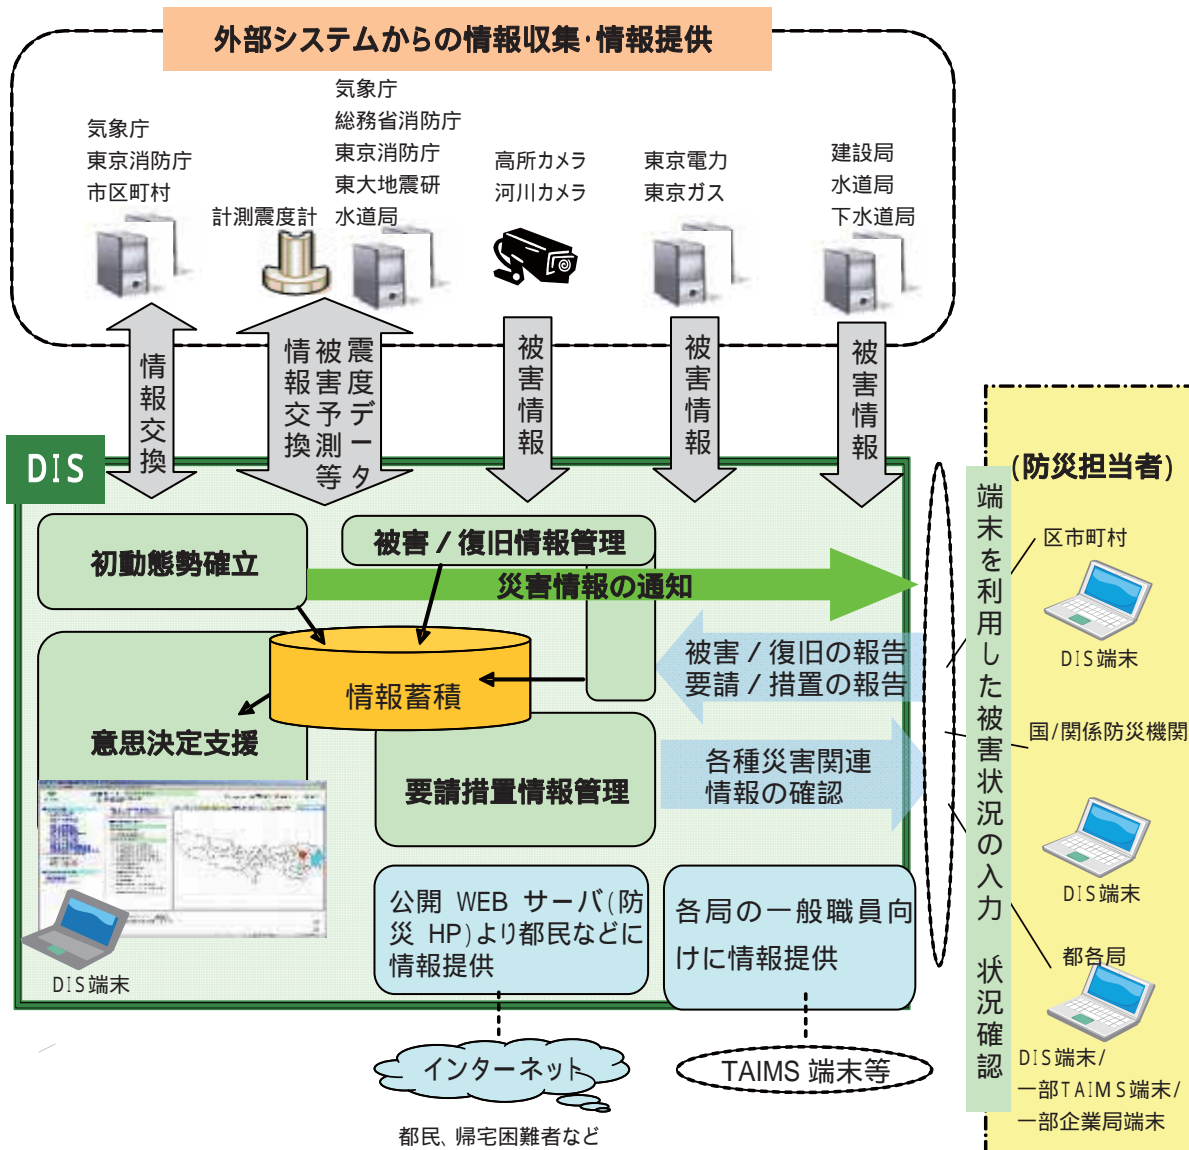 外部システムからの情報収集･情報提供
気象庁
東京消防庁
市区町村
計測震度計
気象庁
総務省消防庁
東京消防庁
東大地震研
水道局
高所カメラ
河川カメラ
東京電力
東京ガス
建設局
水道局
下水道局
情報交換
震度データ
被害予測等
情報交換
被害情報
被害情報
被害情報
DIS
初動態勢確立
被害／復旧情報管理
災害情報の通知
情報蓄積
被害／復旧の報告
要請／措置の報告
意思決定支援
要請措置情報管理
各種災害関連
情報の確認
DIS端末
公開 WEB サーバ(防
災 HP)より都民などに
情報提供
各局の一般職員向
けに情報提供
インターネット
都民、帰宅困難者など
TAIMS 端末等
端末を利用した被害状況の入力、状況確認
(防災担当者)
区市町村
DIS端末
国/関係防災機関
DIS端末
都各局
DIS端末/
一部TAIMS端末/
一部企業局端末